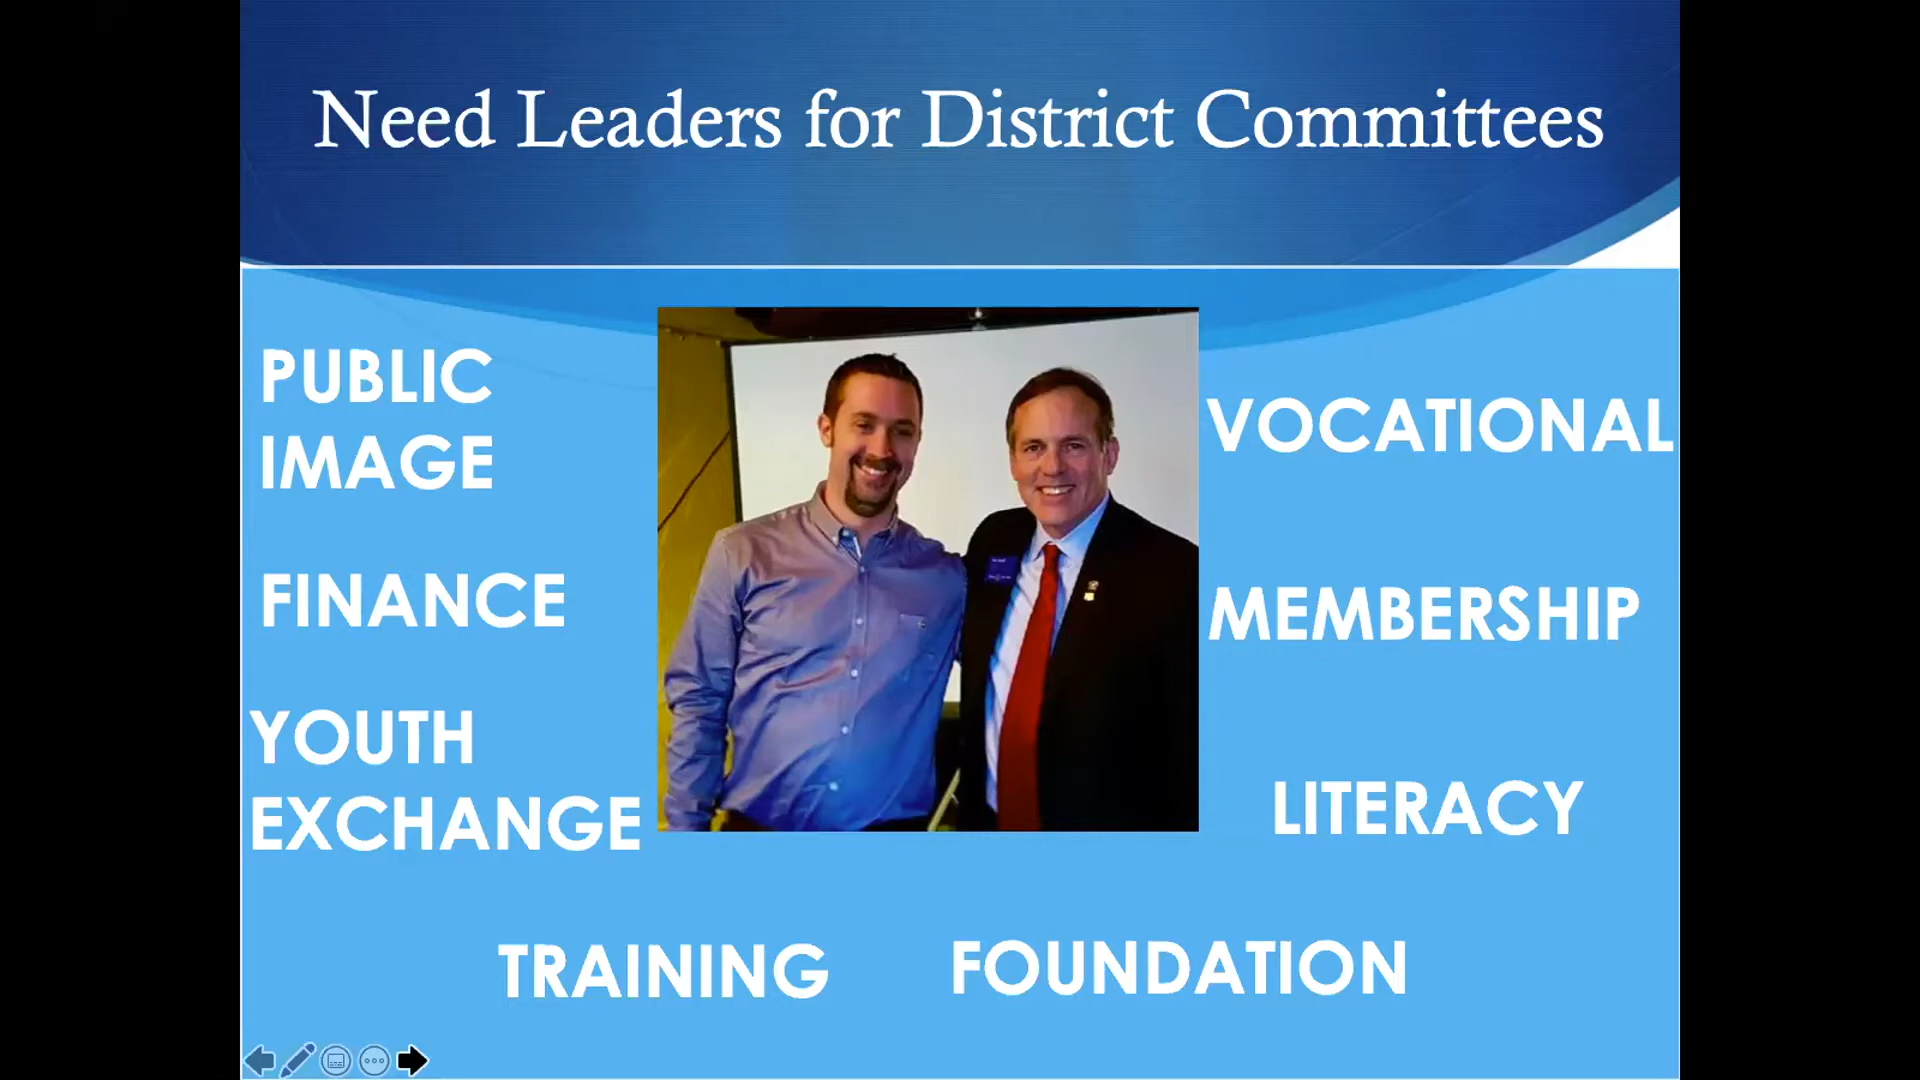 Need Leaders for District Committees
PUBLIC
IMAGE
FINANCE
YOUTH
EXCHANGE
VOCATIONAL
MEMBERSHIP
LITERACY
TRAINING
FOUNDATION